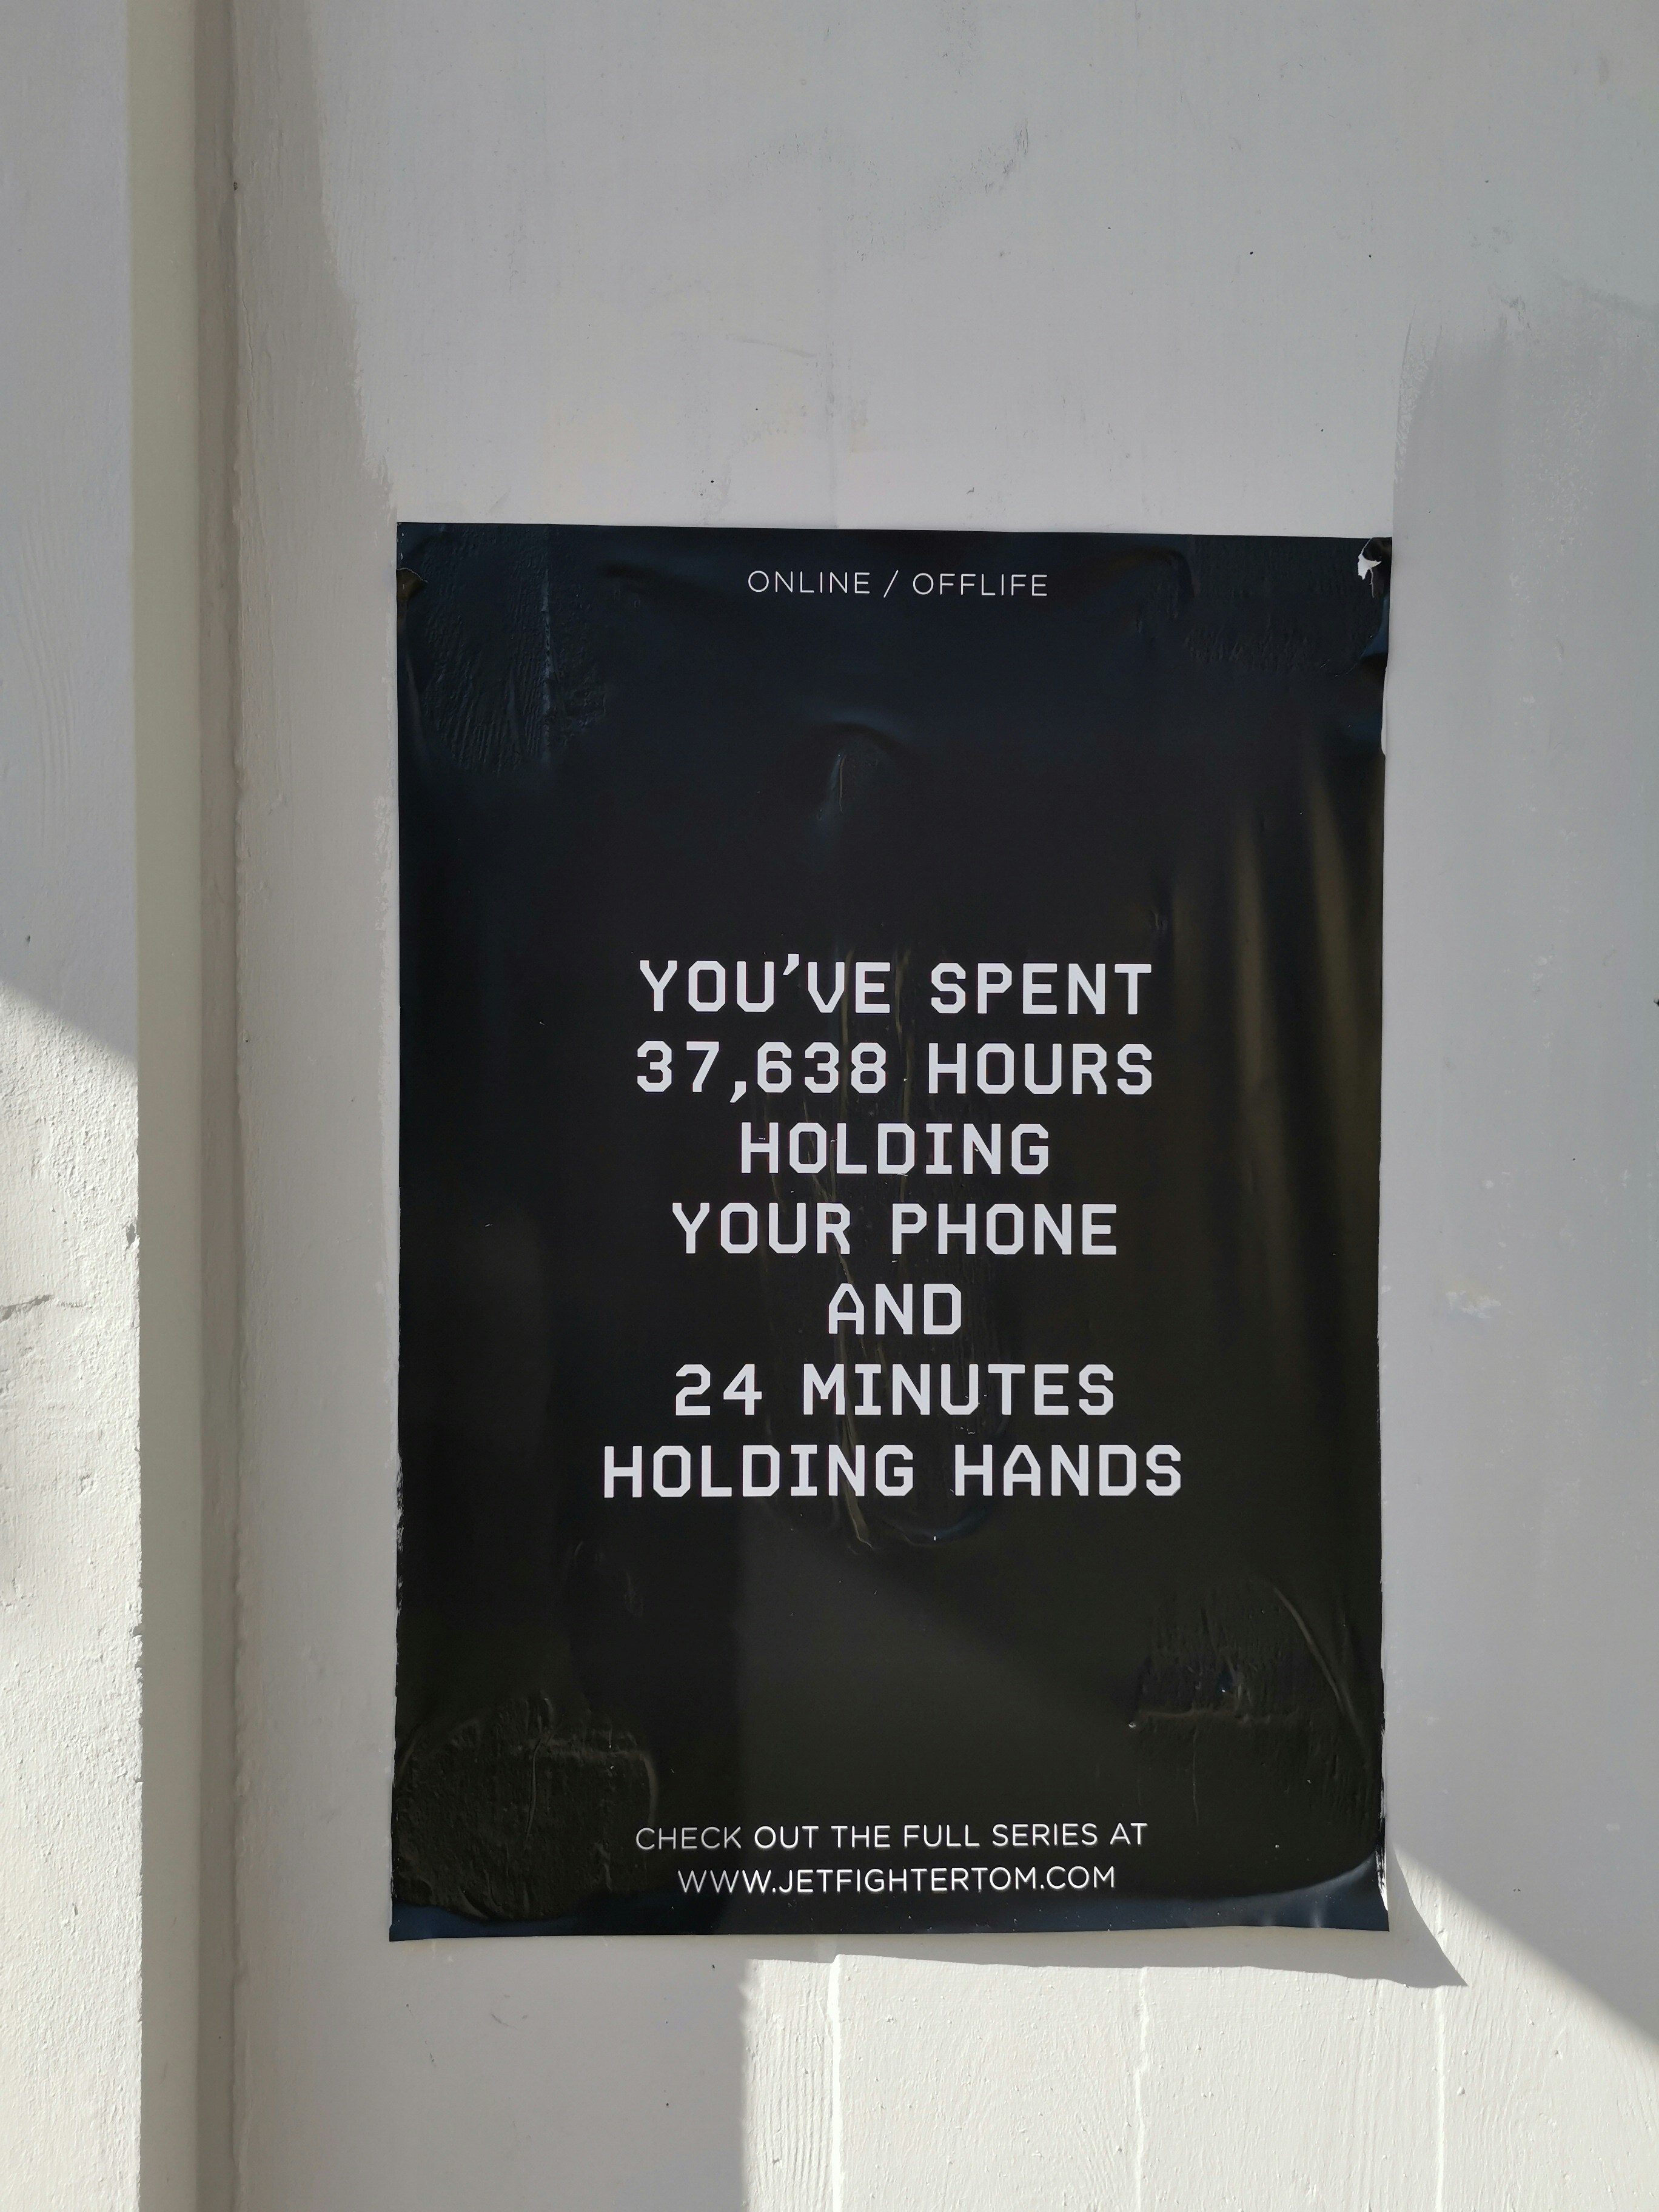 ONLINE / OFFLIFE
YOU'VE SPENT
37,638 HOURS
HOLDING
YOUR PHONE
AND
24 MINUTES
HOLDING HANDS
CHECK OUT THE FULL SERIES AT
WWW.JETFIGHTERTOM.COM